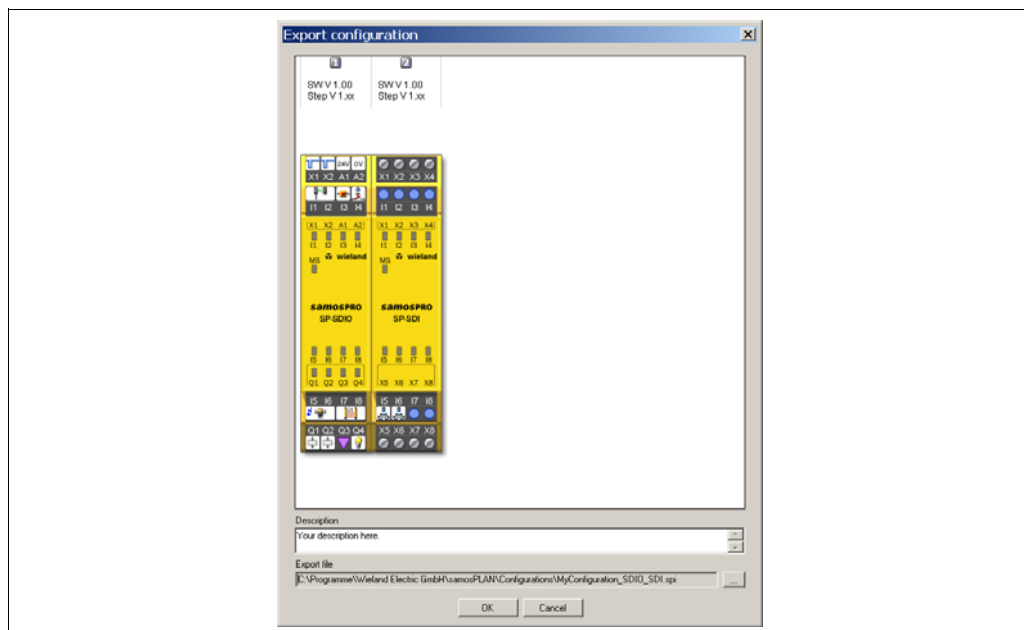 Export configuration
1 2
SW V 1.00 SW V 1.00
Step V 1.xx Step V 1.xx
24V 0V
X1 X2 A1 A2 X1 X2 X3 X4
I1 I2 I3 I4 I1 I2 I3 I4
X1 X2 A1 A2 X1 X2 X3 X4
I1 I2 I3 I4 I1 I2 I3 I4
MS wieland MS wieland
samosPRO samosPRO
SP-SDIO SP-SDI
I5 I6 I7 I8 I5 I6 I7 I8
Q1 Q2 Q3 Q4 X5 X6 X7 X8
I5 I6 I7 I8 I5 I6 I7 I8
Q1 Q2 Q3 Q4 X5 X6 X7 X8
Description
Your description here.
Export file
C:\Programme\Wieland Electric GmbH\samosPLAN\Configurations\MyConfiguration_SDIO_SDI.spi
...
OK Cancel